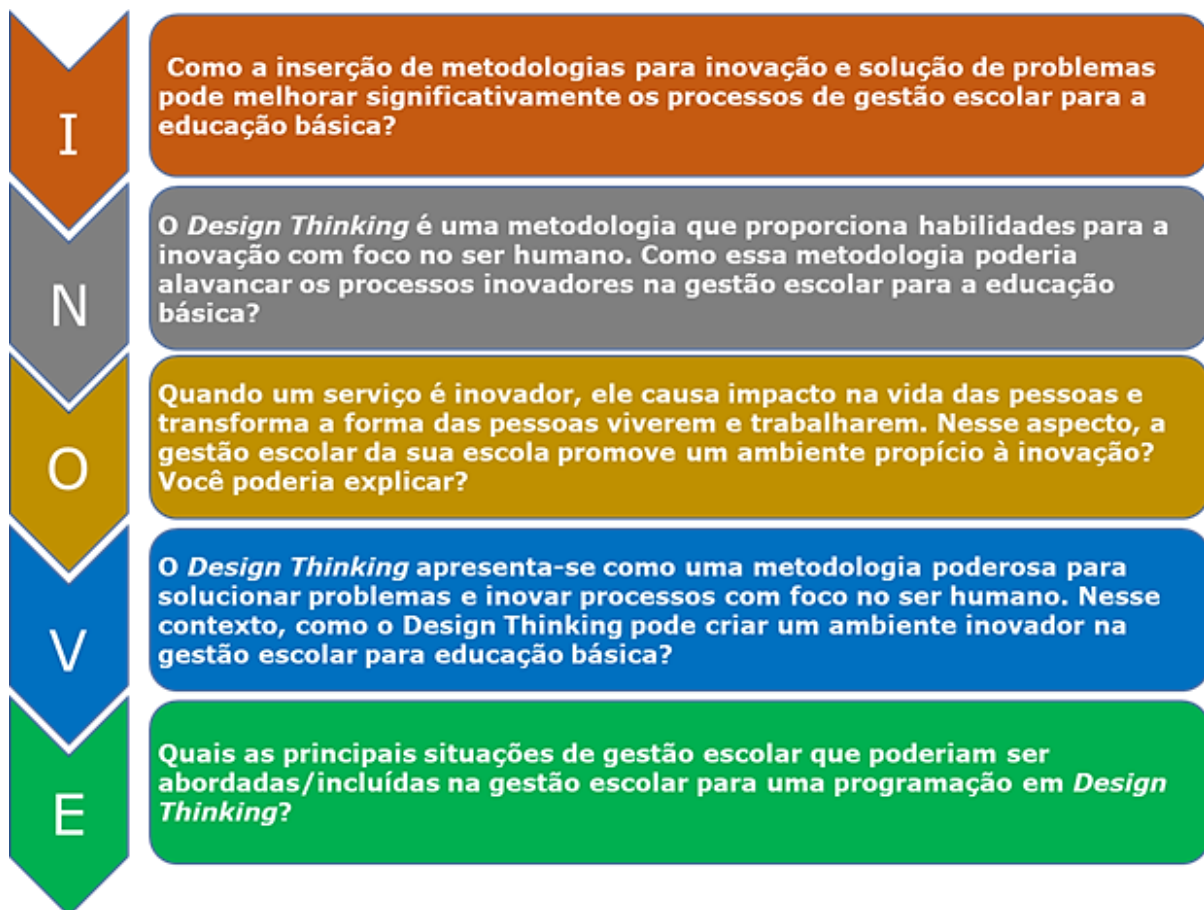 I
Como a inserção de metodologias para inovação e solução de problemas
pode melhorar significativamente os processos de gestão escolar para a
educação básica?
N
O Design Thinking é uma metodologia que proporciona habilidades para a
inovação com foco no ser humano. Como essa metodologia poderia
alavancar os processos inovadores na gestão escolar para a educação
básica?
O
Quando um serviço é inovador, ele causa impacto na vida das pessoas e
transforma a forma das pessoas viverem e trabalharem. Nesse aspecto, a
gestão escolar da sua escola promove um ambiente propício à inovação?
Você poderia explicar?
V
O Design Thinking apresenta-se como uma metodologia poderosa para
solucionar problemas e inovar processos com foco no ser humano. Nesse
contexto, como o Design Thinking pode criar um ambiente inovador na
gestão escolar para educação básica?
E
Quais as principais situações de gestão escolar que poderiam ser
abordadas/incluídas na gestão escolar para uma programação em Design
Thinking?